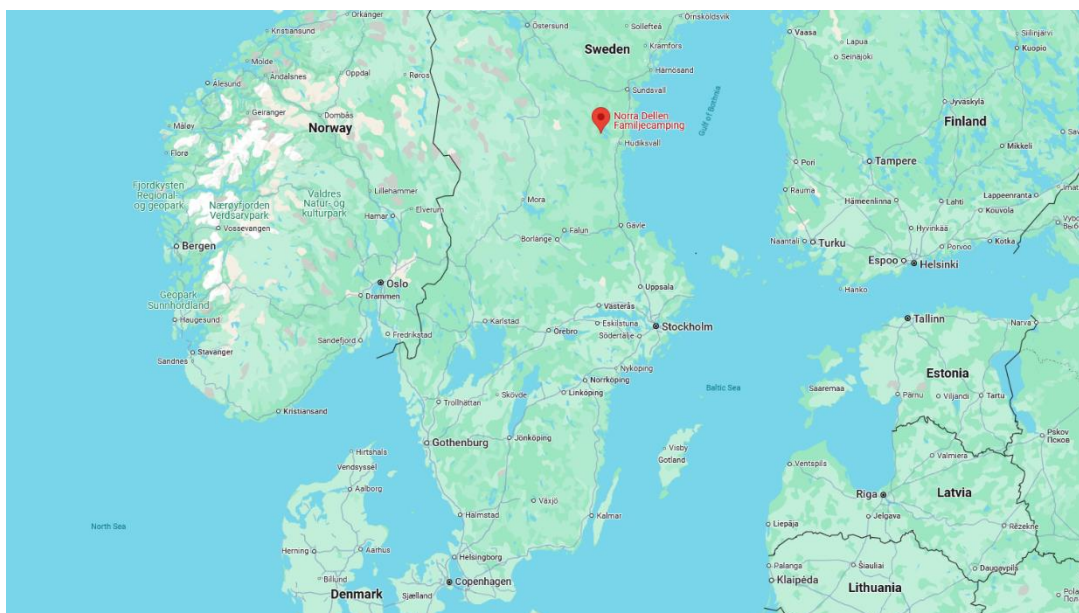 Orkanger
Östersund
Sollefteå
Örnsköldsvik
Kristiansund
Sweden
Kramfors
Vaasa
Lapua
Siilinjärvi
Kuopio
Molde
Åndalsnes
Oppdal
Røros
Härnösand
Seinäjoki
Ålesund
Sundsvall
Geiranger
Dombås
Norra Dellen
Familjecamping
Gulf of Bothnia
Jyväskylä
Måløy
Norway
Finland
Florø
Hudiksvall
Mikkeli
Pori
Tampere
Fjordkysten
Regional-
og geopark
Nærøyfjorden
Verdsarvpark
Valdres
Natur- og
kulturpark
Lillehammer
Mora
Rauma
Hämeenlinna
Lahti
Lappeenranta
Kouvola
Vossevangen
Hamar
Elverum
Falun
Gävle
Borlänge
Hyvinkää
Bergen
Naantali
Turku
Porvoo
Kotka
Espoo
Helsinki
Oslo
Uppsala
Hanko
Geopark
Sunnhordland
Drammen
Västerås
Haugesund
Karlstad
Örebro
Eskilstuna
Stockholm
Tallinn
Narva
Sandefjord
Fredrikstad
Södertälje
Stavanger
Sandnes
Nyköping
Norrköping
Estonia
Baltic Sea
Saaremaa
Trollhättan
Skövde
Linköping
Pärnu
Viljandi
Tartu
Kristiansand
Gothenburg
Jönköping
Visby
Gotland
Pskov
Псков
Hirtshals
Vendsyssel
Ventspils
Valmiera
Aalborg
Riga
Latvia
Växjö
Halmstad
Kalmar
Jelgava
North Sea
Liepāja
Rēzekne
Herning
Aarhus
Helsingborg
Palanga
Šiauliai
Daugavpils
Billund
Copenhagen
Klaipėda
Denmark
Sjælland
Lithuania